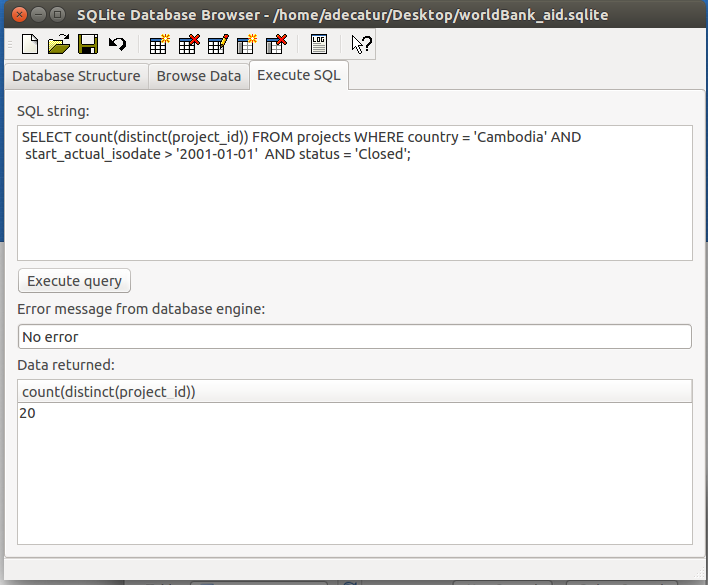 SQLite Database Browser - /home/adecatur/Desktop/worldBank_aid.sqlite
LOG
Database Structure Browse Data Execute SQL
SQL string:
SELECT count(distinct(project_id)) FROM projects WHERE country = 'Cambodia' AND
start_actual_isodate > '2001-01-01'  AND status = 'Closed';
Execute query
Error message from database engine:
No error
Data returned:
count(distinct(project_id))
20